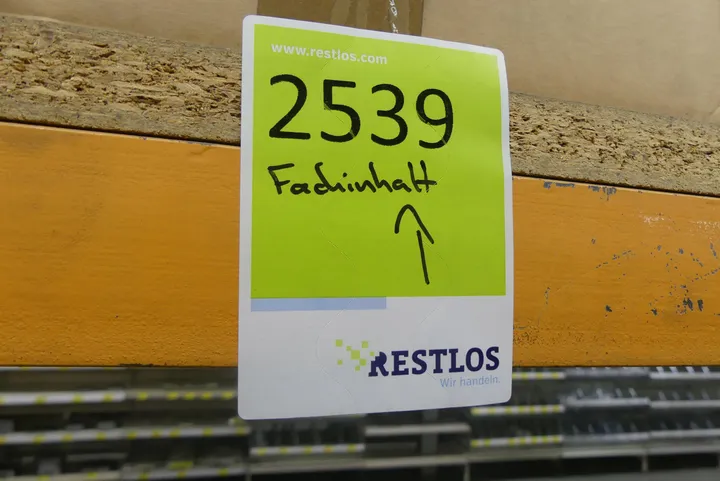 www.restlos.com
2539
Fachinhalt
RESTLOS
Wir handeln.